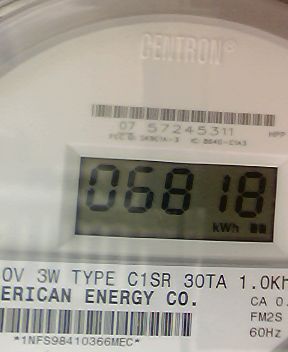 CENTRON®
07 57245311
HPP
06818
kWh
0V 3W TYPE C1SR 30TA 1.0Kh
ERICAN ENERGY CO.
CA 0.
FM2S
60Hz
*1NFS98410366MEC*